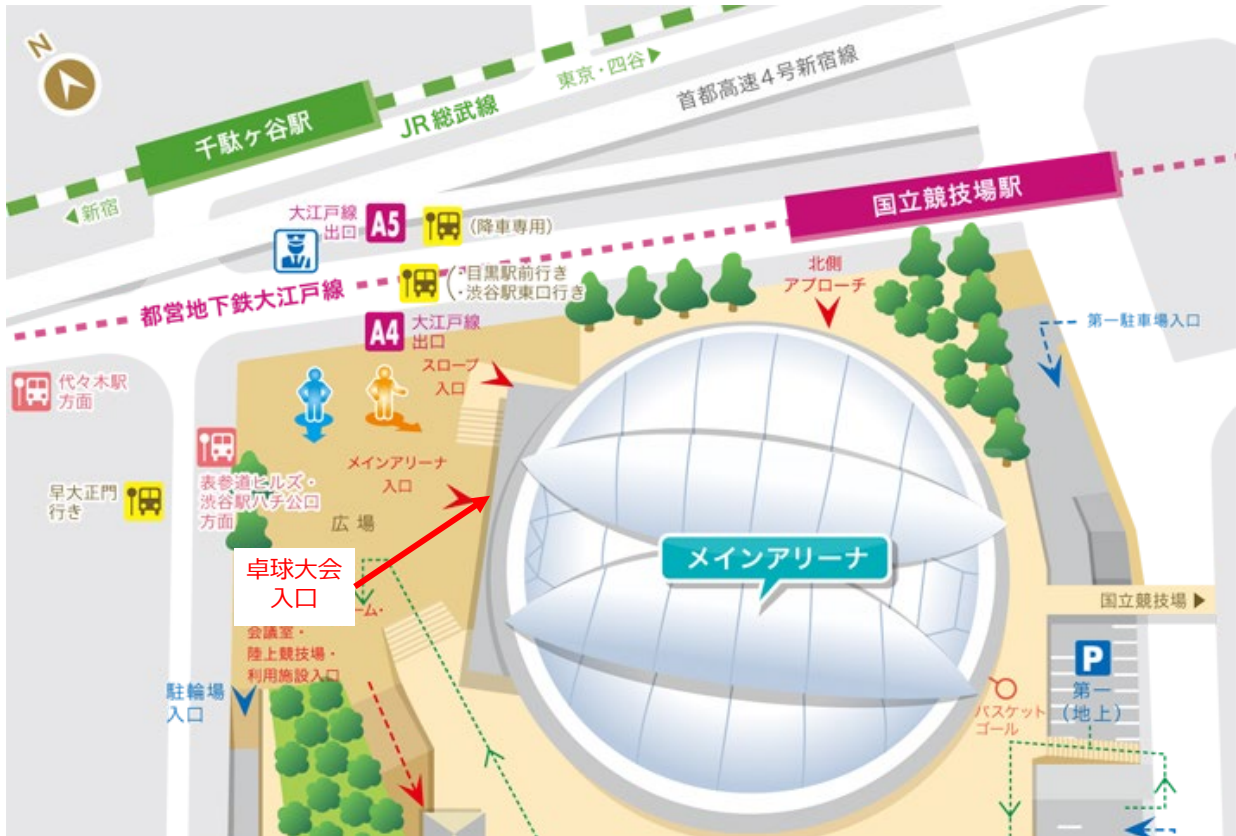 N
東京・四谷▶
首都高速4号新宿線
JR総武線
千駄ヶ谷駅
◀新宿
国立競技場駅
大江戸線
出口
A5
(降車専用)
・目黒駅前行き
・渋谷駅東口行き
都営地下鉄大江戸線
A4
大江戸線
出口
北側
アプローチ
第一駐車場入口
スロープ
入口
代々木駅
方面
表参道ヒルズ・
渋谷駅ハチ公口
方面
メインアリーナ
入口
早大正門
行き
広場
卓球大会
入口
メインアリーナ
ーム・
会議室・
陸上競技場・
利用施設入口
国立競技場▶
P
第一
(地上)
駐輪場
入口
バスケット
ゴール